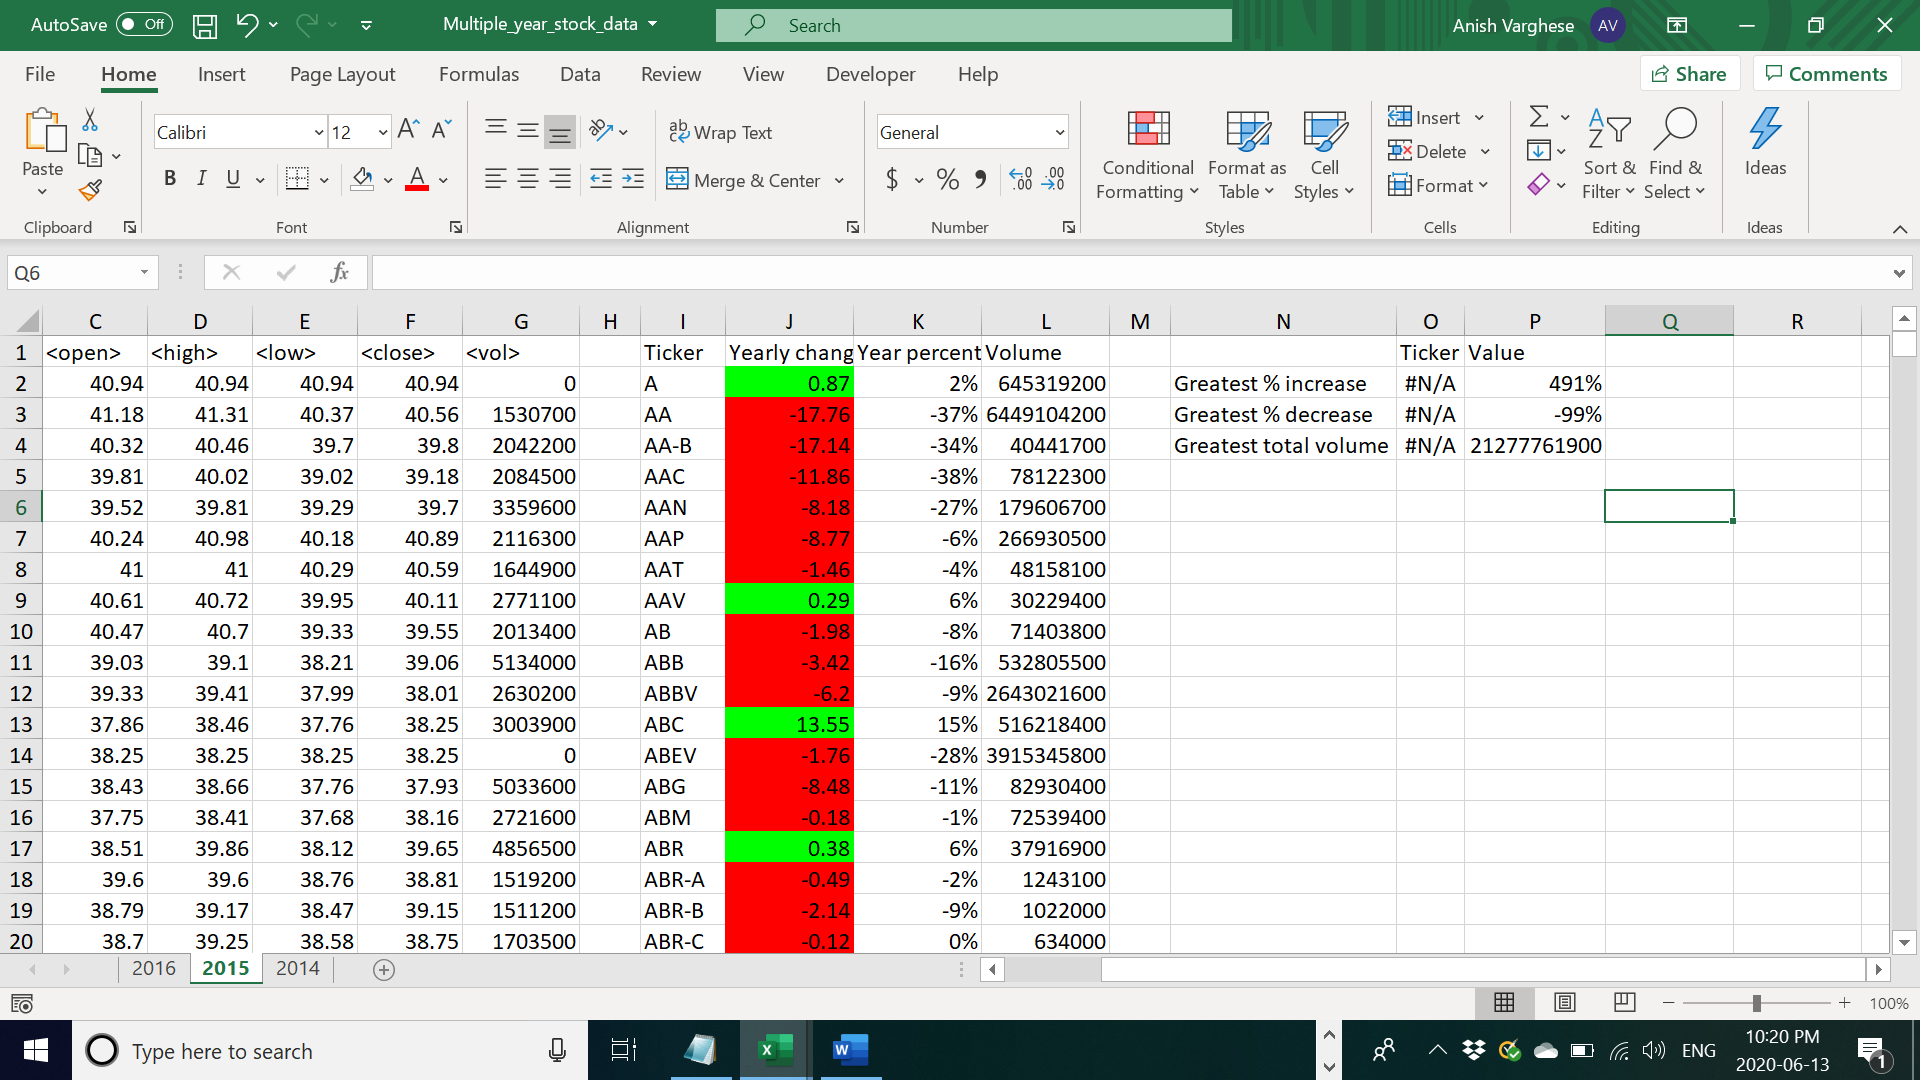 AutoSave Off Multiple_year_stock_data Search Anish Varghese AV
File Home Insert Page Layout Formulas Data Review View Developer Help Share Comments
Calibri 12 Wrap Text General Insert
Paste Conditional Format as Cell Delete Sort & Find & Ideas
B I U Merge & Center $ % Formatting Table Styles Format Filter Select
Clipboard Font Alignment Number Styles Cells Editing Ideas
Q6 fx
C D E F G H I J K L M N O P Q R
1 <open> <high> <low> <close> <vol> Ticker Yearly chang Year percent Volume Ticker Value
2 40.94 40.94 40.94 40.94 0 A 0.87 2% 645319200 Greatest % increase #N/A 491%
3 41.18 41.31 40.37 40.56 1530700 AA -17.76 -37% 6449104200 Greatest % decrease #N/A -99%
4 40.32 40.46 39.7 39.8 2042200 AA-B -17.14 -34% 40441700 Greatest total volume #N/A 21277761900
5 39.81 40.02 39.02 39.18 2084500 AAC -11.86 -38% 78122300
6 39.52 39.81 39.29 39.7 3359600 AAN -8.18 -27% 179606700
7 40.24 40.98 40.18 40.89 2116300 AAP -8.77 -6% 266930500
8 41 41 40.29 40.59 1644900 AAT -1.46 -4% 48158100
9 40.61 40.72 39.95 40.11 2771100 AAV 0.29 6% 30229400
10 40.47 40.7 39.33 39.55 2013400 AB -1.98 -8% 71403800
11 39.03 39.1 38.21 39.06 5134000 ABB -3.42 -16% 532805500
12 39.33 39.41 37.99 38.01 2630200 ABBV -6.2 -9% 2643021600
13 37.86 38.46 37.76 38.25 3003900 ABC 13.55 15% 516218400
14 38.25 38.25 38.25 38.25 0 ABEV -1.76 -28% 3915345800
15 38.43 38.66 37.76 37.93 5033600 ABG -8.48 -11% 82930400
16 37.75 38.41 37.68 38.16 2721600 ABM -0.18 -1% 72539400
17 38.51 39.86 38.12 39.65 4856500 ABR 0.38 6% 37916900
18 39.6 39.6 38.76 38.81 1519200 ABR-A -0.49 -2% 1243100
19 38.79 39.17 38.47 39.15 1511200 ABR-B -2.14 -9% 1022000
20 38.7 39.25 38.58 38.75 1703500 ABR-C -0.12 0% 634000
2016 2015 2014
100%
Type here to search ENG 10:20 PM
2020-06-13 1